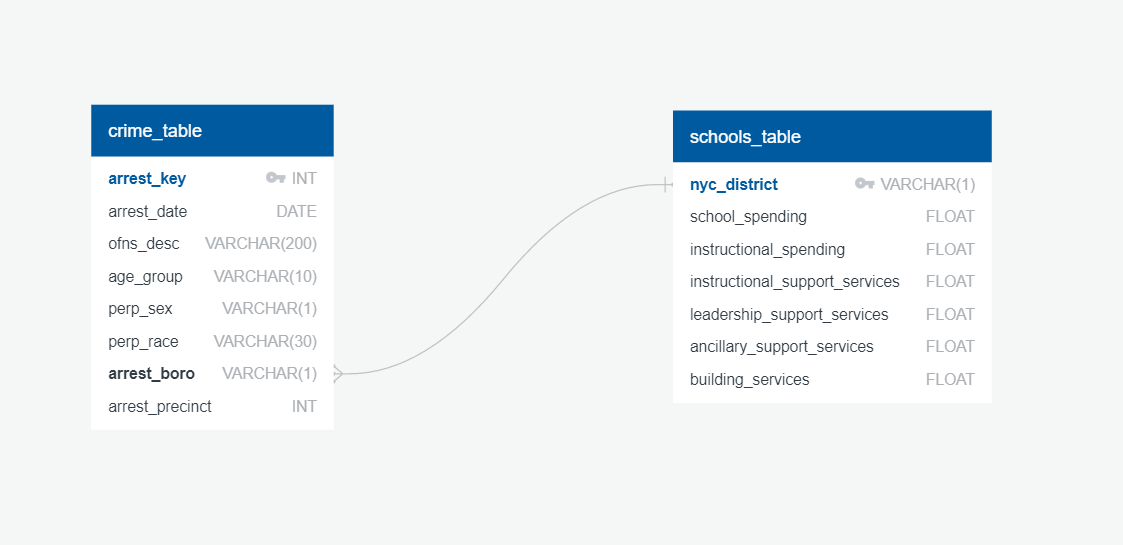 crime_table
arrest_key INT
arrest_date DATE
ofns_desc VARCHAR(200)
age_group VARCHAR(10)
perp_sex VARCHAR(1)
perp_race VARCHAR(30)
arrest_boro VARCHAR(1)
arrest_precinct INT
schools_table
nyc_district VARCHAR(1)
school_spending FLOAT
instructional_spending FLOAT
instructional_support_services FLOAT
leadership_support_services FLOAT
ancillary_support_services FLOAT
building_services FLOAT